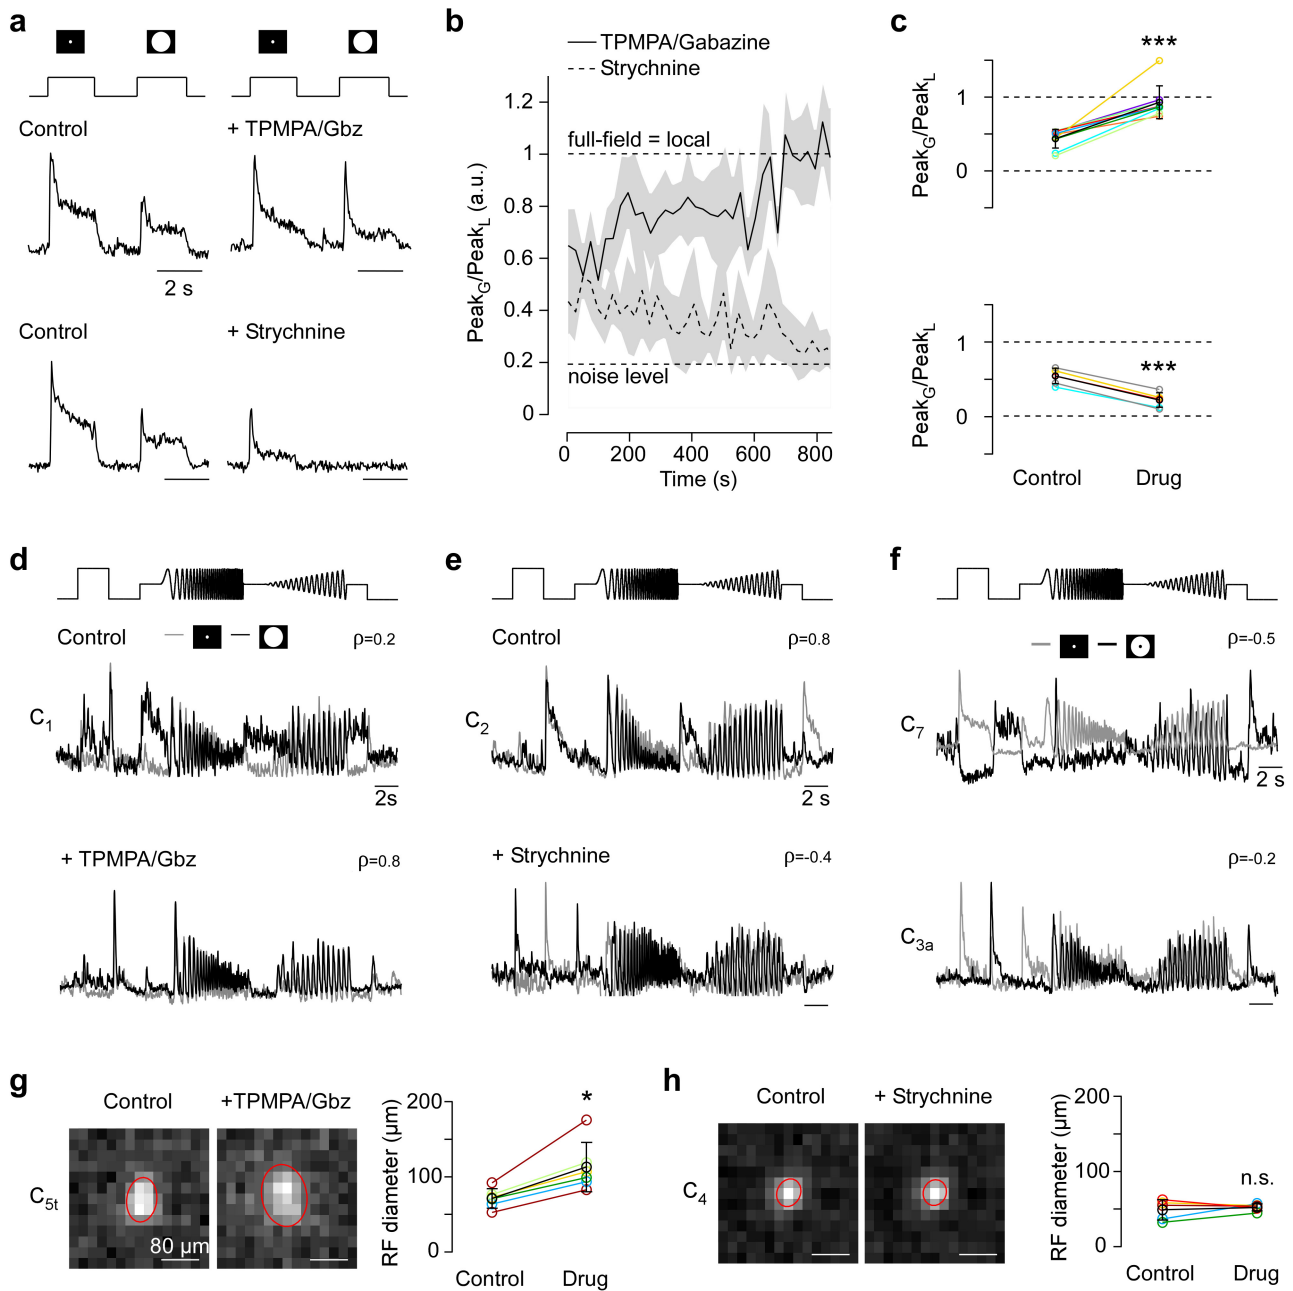 a
Control
+ TPMPA/Gbz
2 s
Control
+ Strychnine
b
TPMPA/Gabazine
Strychnine
1.2
full-field = local
1
0.8
0.6
0.4
0.2
noise level
0
PeakG/PeakL (a.u.)
0 200 400 600 800
Time (s)
c
***
1
0
PeakG/PeakL
***
1
0
PeakG/PeakL
Control Drug
d
Control
ρ=0.2
C1
2s
+ TPMPA/Gbz
ρ=0.8
e
Control
ρ=0.8
C2
2 s
+ Strychnine
ρ=-0.4
f
ρ=-0.5
C7
2 s
ρ=-0.2
C3a
g
Control
+TPMPA/Gbz
C5t
80 µm
RF diameter (µm)
200
100
0
*
Control Drug
h
Control
+ Strychnine
C4
RF diameter (µm)
200
100
0
n.s.
Control Drug